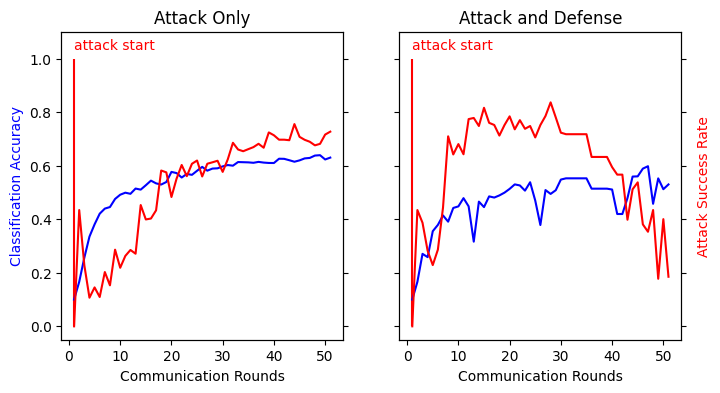 Attack Only
attack start
Classification Accuracy
1.0
0.8
0.6
0.4
0.2
0.0
0 10 20 30 40 50
Communication Rounds
Attack and Defense
attack start
0 10 20 30 40 50
Communication Rounds
Attack Success Rate